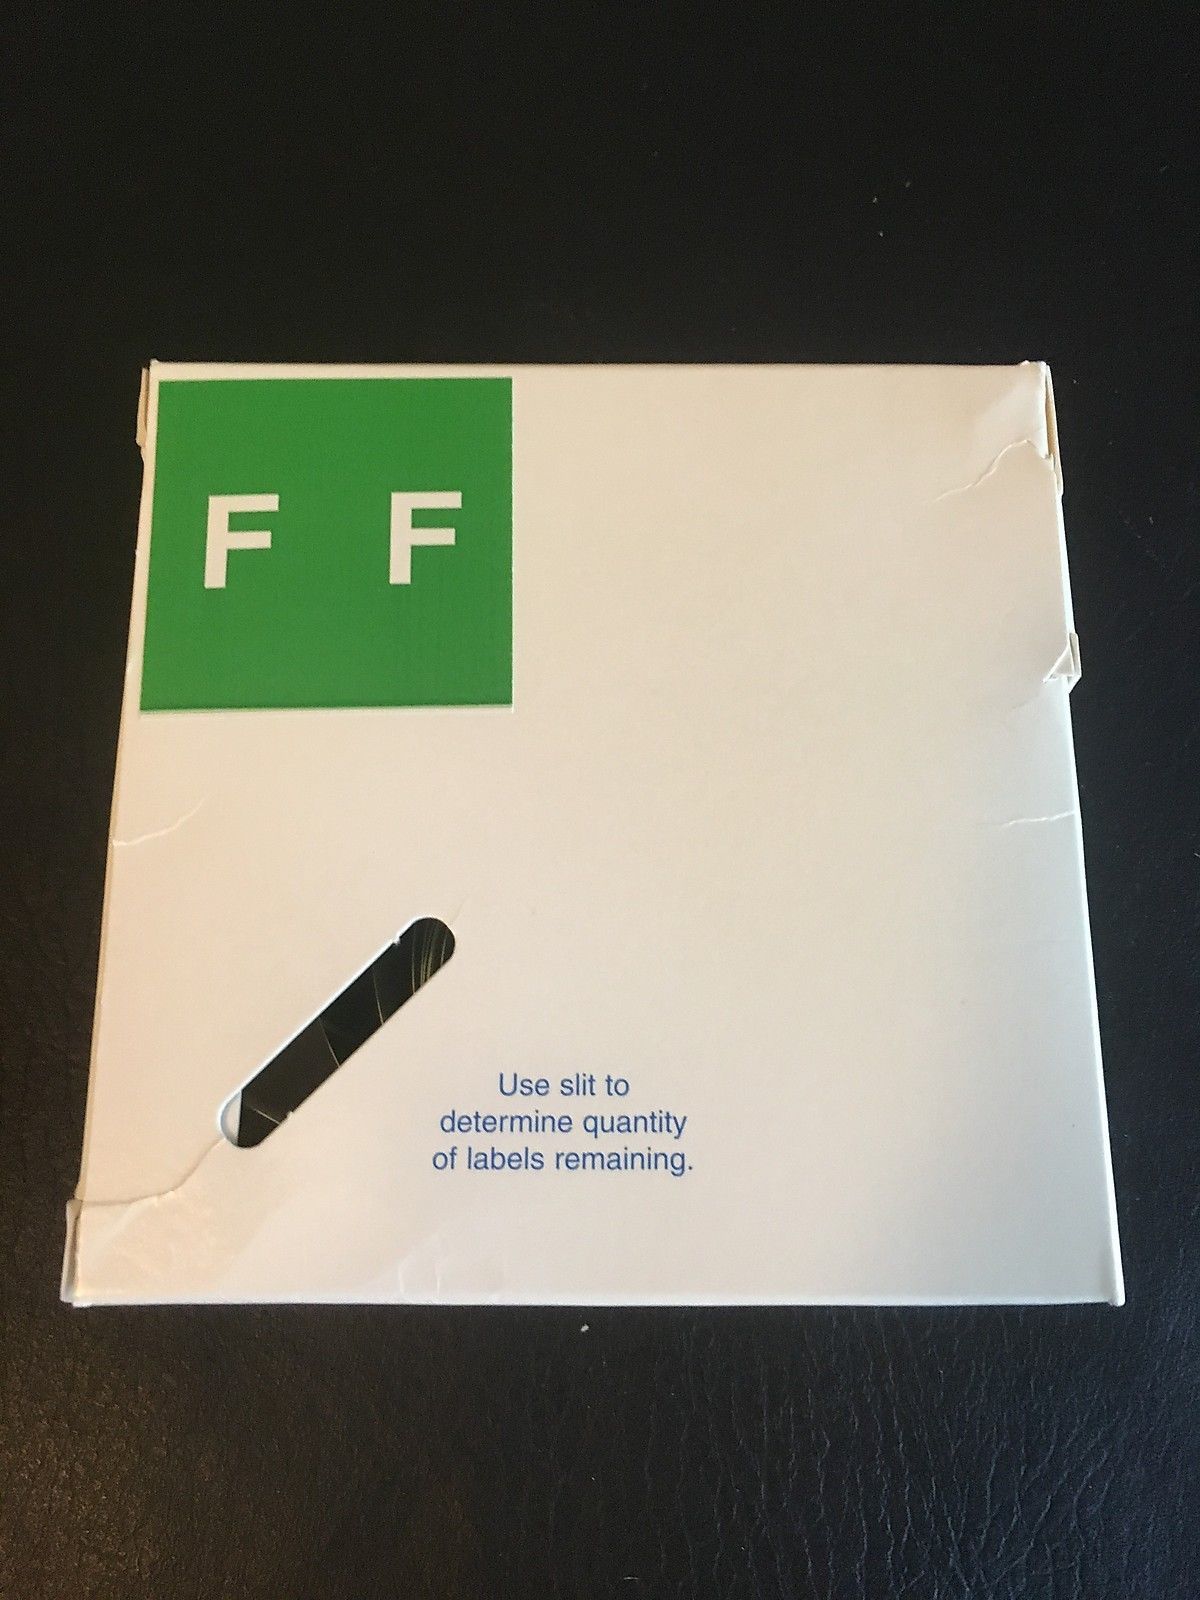 F F
Use slit to
determine quantity
of labels remaining.